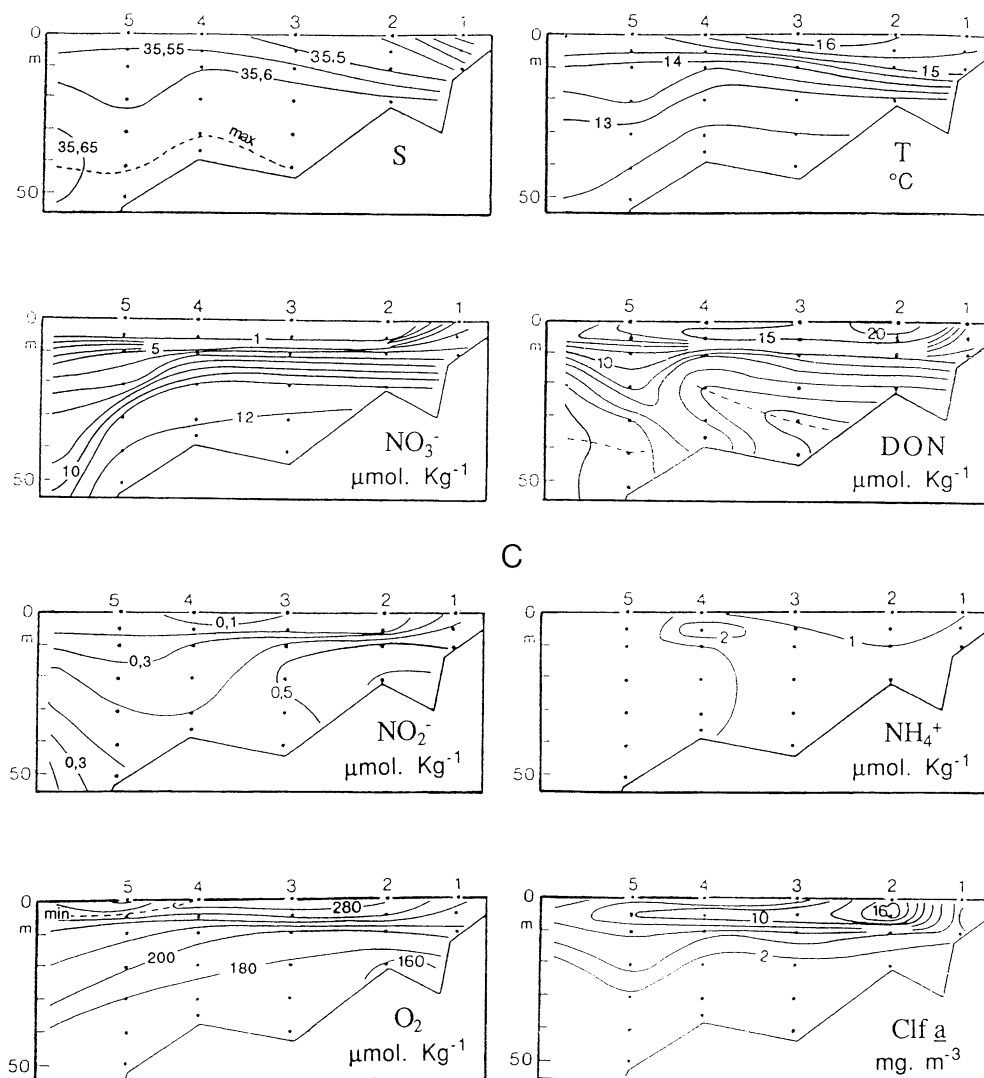 5 4 3 2 1
0
m
50
35,55
35.5
35,6
35,65
max
S
5 4 3 2 1
0
m
50
16
15
14
13
T
°C
5 4 3 2 1
0
m
50
1
5
10
12
NO₃⁻
µmol. Kg⁻¹
5 4 3 2 1
0
m
50
15
20
10
DON
µmol. Kg⁻¹
C
5 4 3 2 1
0
m
50
0,1
0,3
0,5
0,3
NO₂⁻
µmol. Kg⁻¹
5 4 3 2 1
0
m
50
2
1
NH₄⁺
µmol. Kg⁻¹
5 4 3 2 1
0
m
50
min
280
200
180
160
O₂
µmol. Kg⁻¹
5 4 3 2 1
0
m
50
16
10
2
Clf a
mg. m⁻³